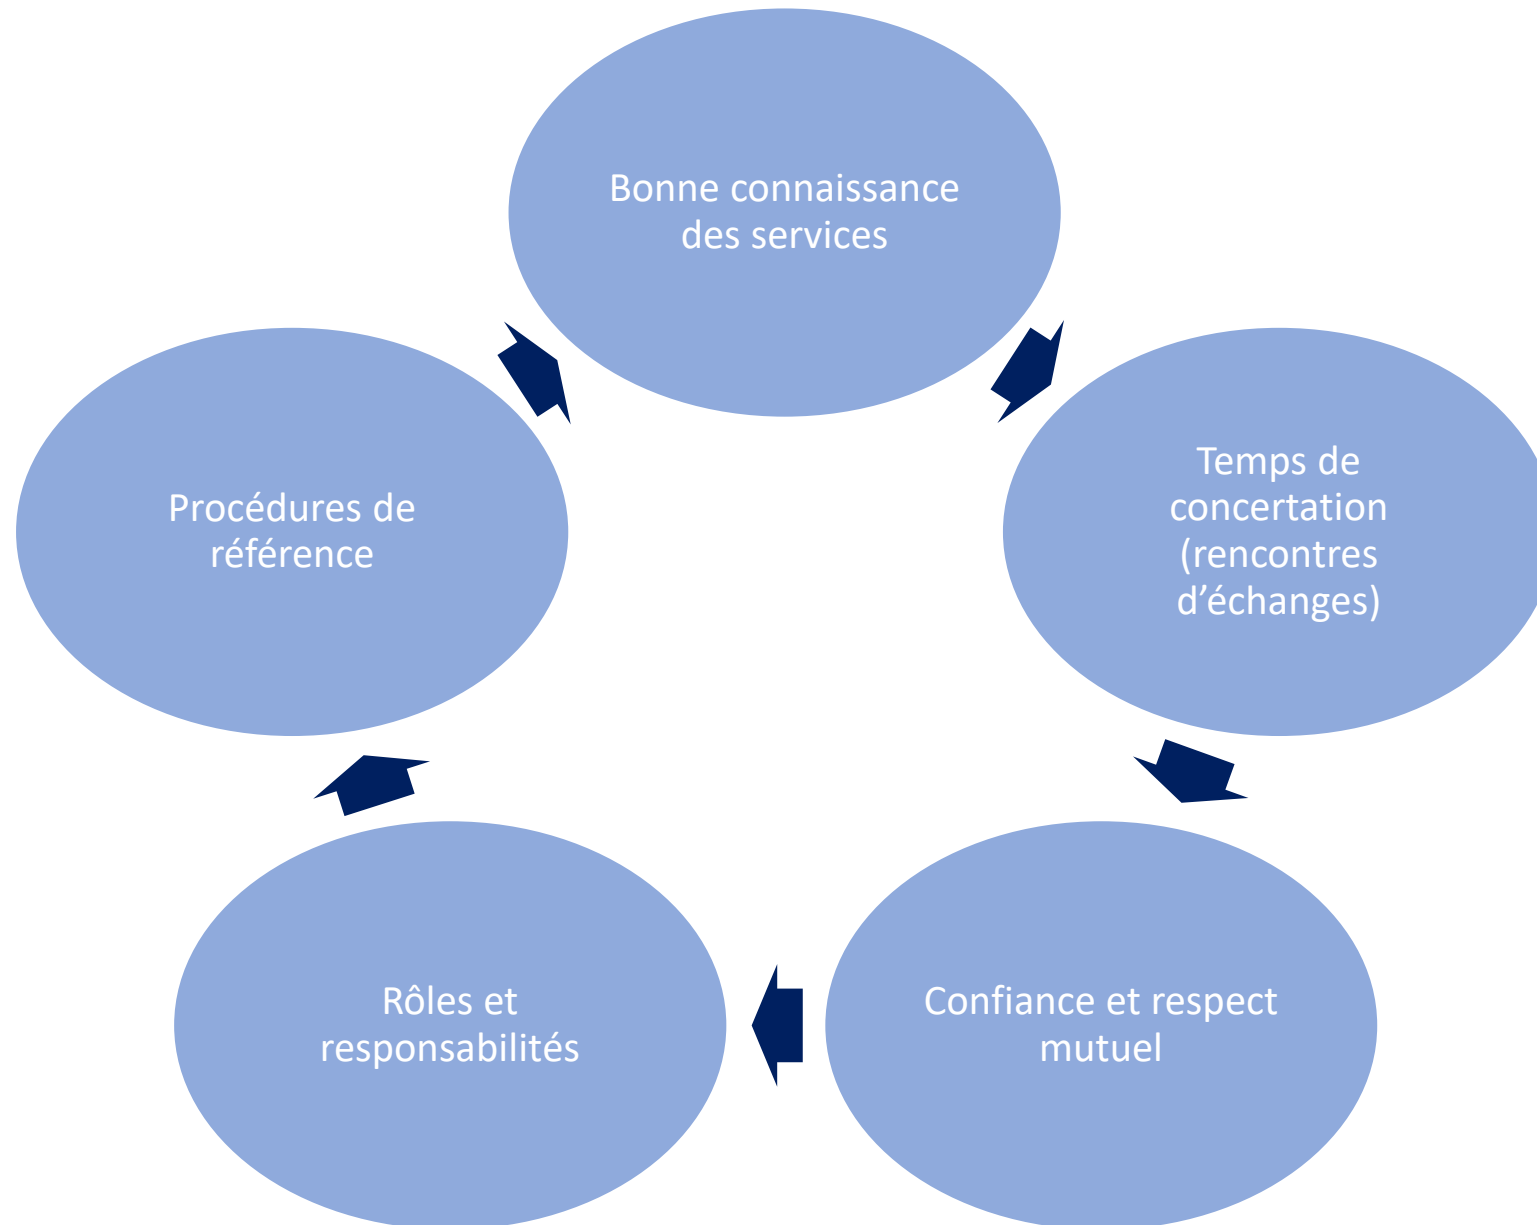 Bonne connaissance
des services
Temps de
concertation
(rencontres
d’échanges)
Confiance et respect
mutuel
Rôles et
responsabilités
Procédures de
référence